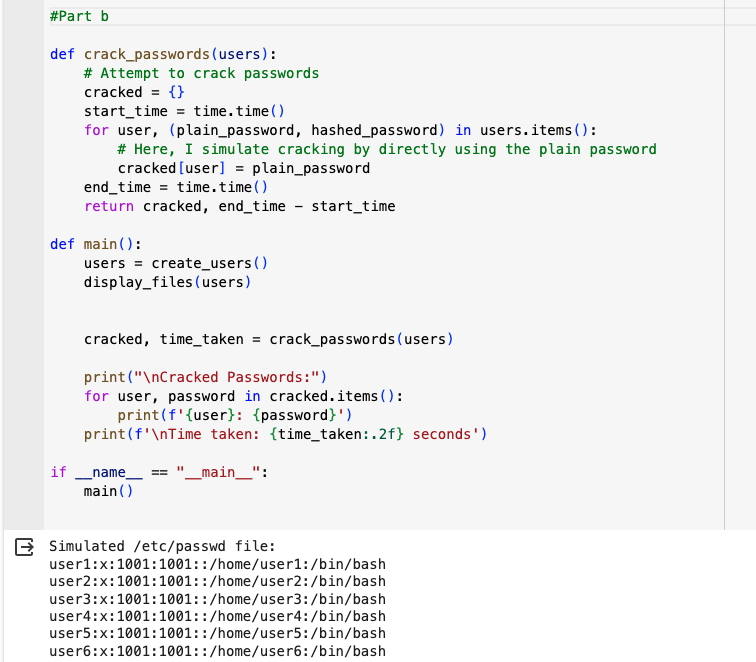 #Part b
def crack_passwords(users):
# Attempt to crack passwords
cracked = {}
start_time = time.time()
for user, (plain_password, hashed_password) in users.items():
# Here, I simulate cracking by directly using the plain password
cracked[user] = plain_password
end_time = time.time()
return cracked, end_time - start_time
def main():
users = create_users()
display_files(users)
cracked, time_taken = crack_passwords(users)
print("\nCracked Passwords:")
for user, password in cracked.items():
print(f'{user}: {password}')
print(f'\nTime taken: {time_taken:.2f} seconds')
if __name__ == "__main__":
main()
Simulated /etc/passwd file:
user1:x:1001:1001::/home/user1:/bin/bash
user2:x:1001:1001::/home/user2:/bin/bash
user3:x:1001:1001::/home/user3:/bin/bash
user4:x:1001:1001::/home/user4:/bin/bash
user5:x:1001:1001::/home/user5:/bin/bash
user6:x:1001:1001::/home/user6:/bin/bash